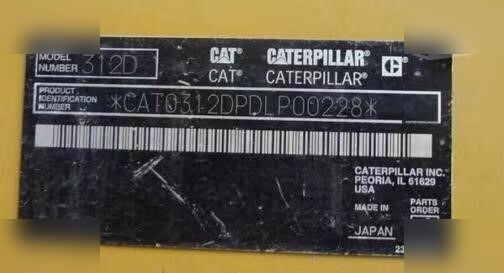 MODEL NUMBER 312D
CAT CATERPILLAR
CAT® CATERPILLAR®
PRODUCT IDENTIFICATION NUMBER *CAT0312DPDLP00228*
CATERPILLAR INC.
PEORIA, IL 61629
USA
MADE IN PARTS ORDER
JAPAN
23